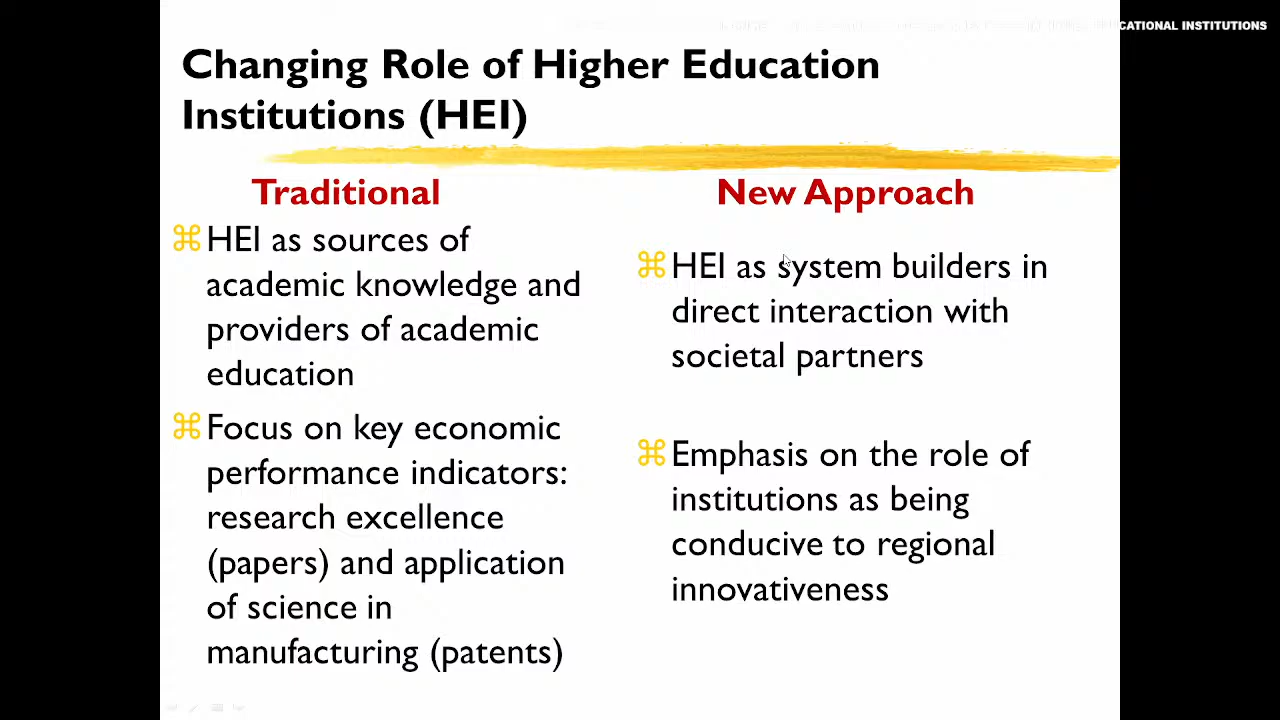 CATIONAL INSTITUTIONS
Changing Role of Higher Education
Institutions (HEI)
Traditional
⌘HEI as sources of
academic knowledge and
providers of academic
education
⌘Focus on key economic
performance indicators:
research excellence
(papers) and application
of science in
manufacturing (patents)
New Approach
⌘HEI as system builders in
direct interaction with
societal partners
⌘Emphasis on the role of
institutions as being
conducive to regional
innovativeness